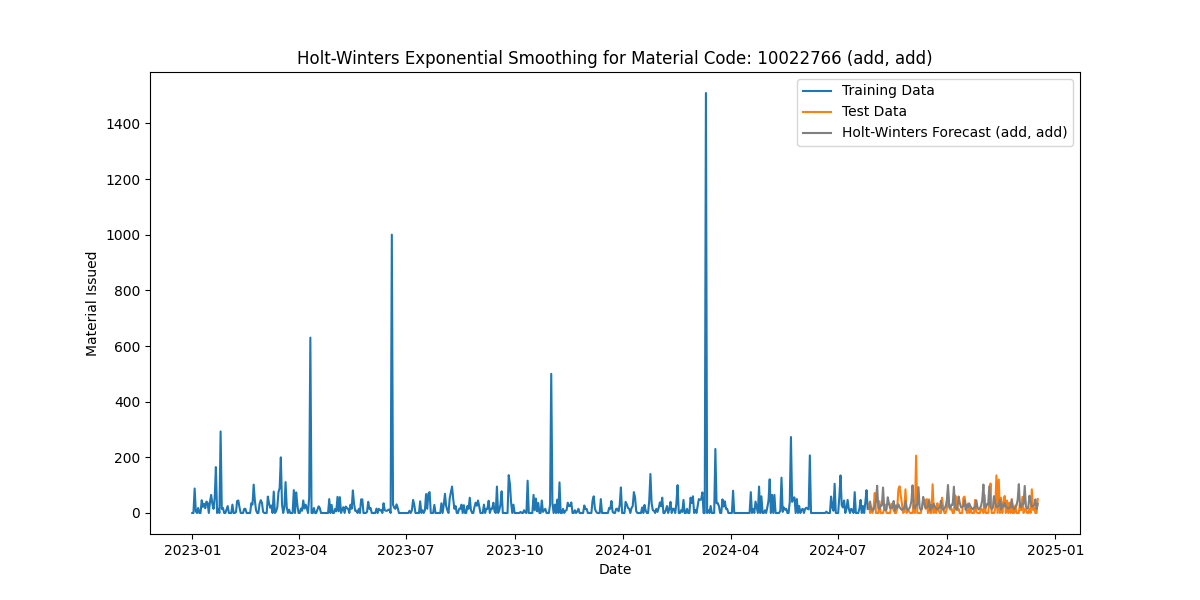 Holt-Winters Exponential Smoothing for Material Code: 10022766 (add, add)
Training Data
Test Data
Holt-Winters Forecast (add, add)
Material Issued
1400
1200
1000
800
600
400
200
0
2023-01 2023-04 2023-07 2023-10 2024-01 2024-04 2024-07 2024-10 2025-01
Date